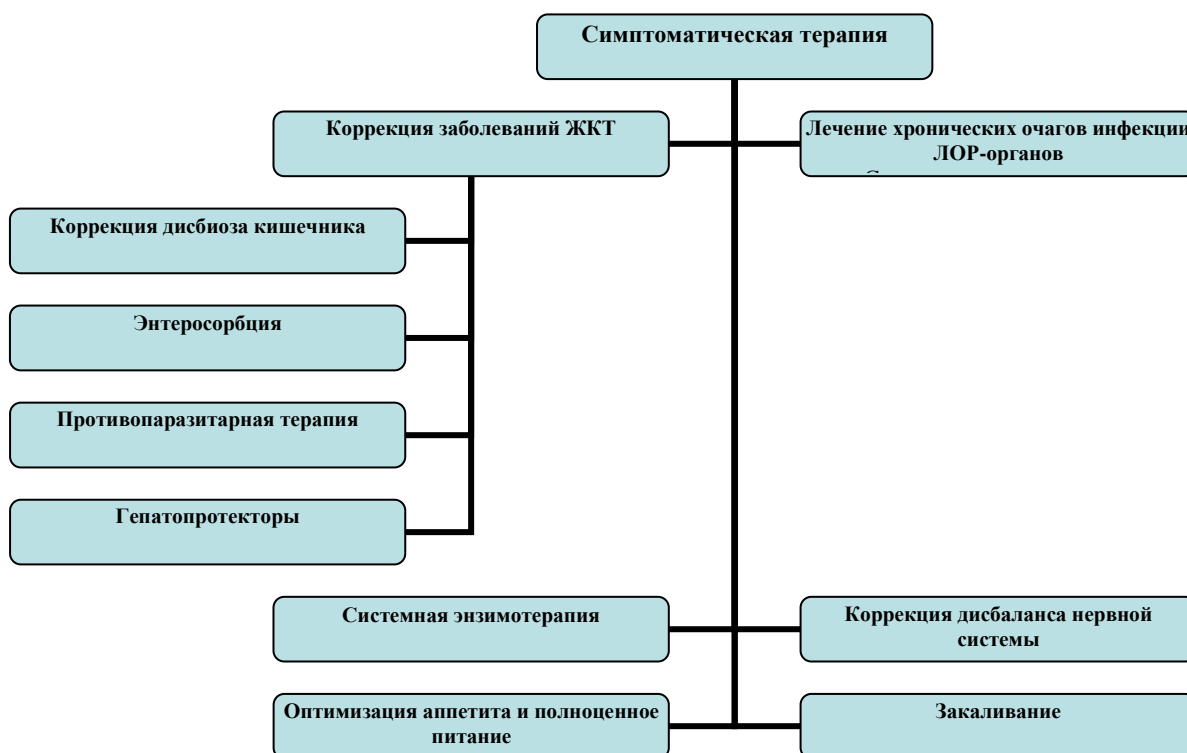 Симптоматическая терапия
Коррекция заболеваний ЖКТ
Лечение хронических очагов инфекции
ЛОР-органов
Коррекция дисбиоза кишечника
Энтеросорбция
Противопаразитарная терапия
Гепатопротекторы
Системная энзимотерапия
Коррекция дисбаланса нервной
системы
Оптимизация аппетита и полноценное
питание
Закаливание